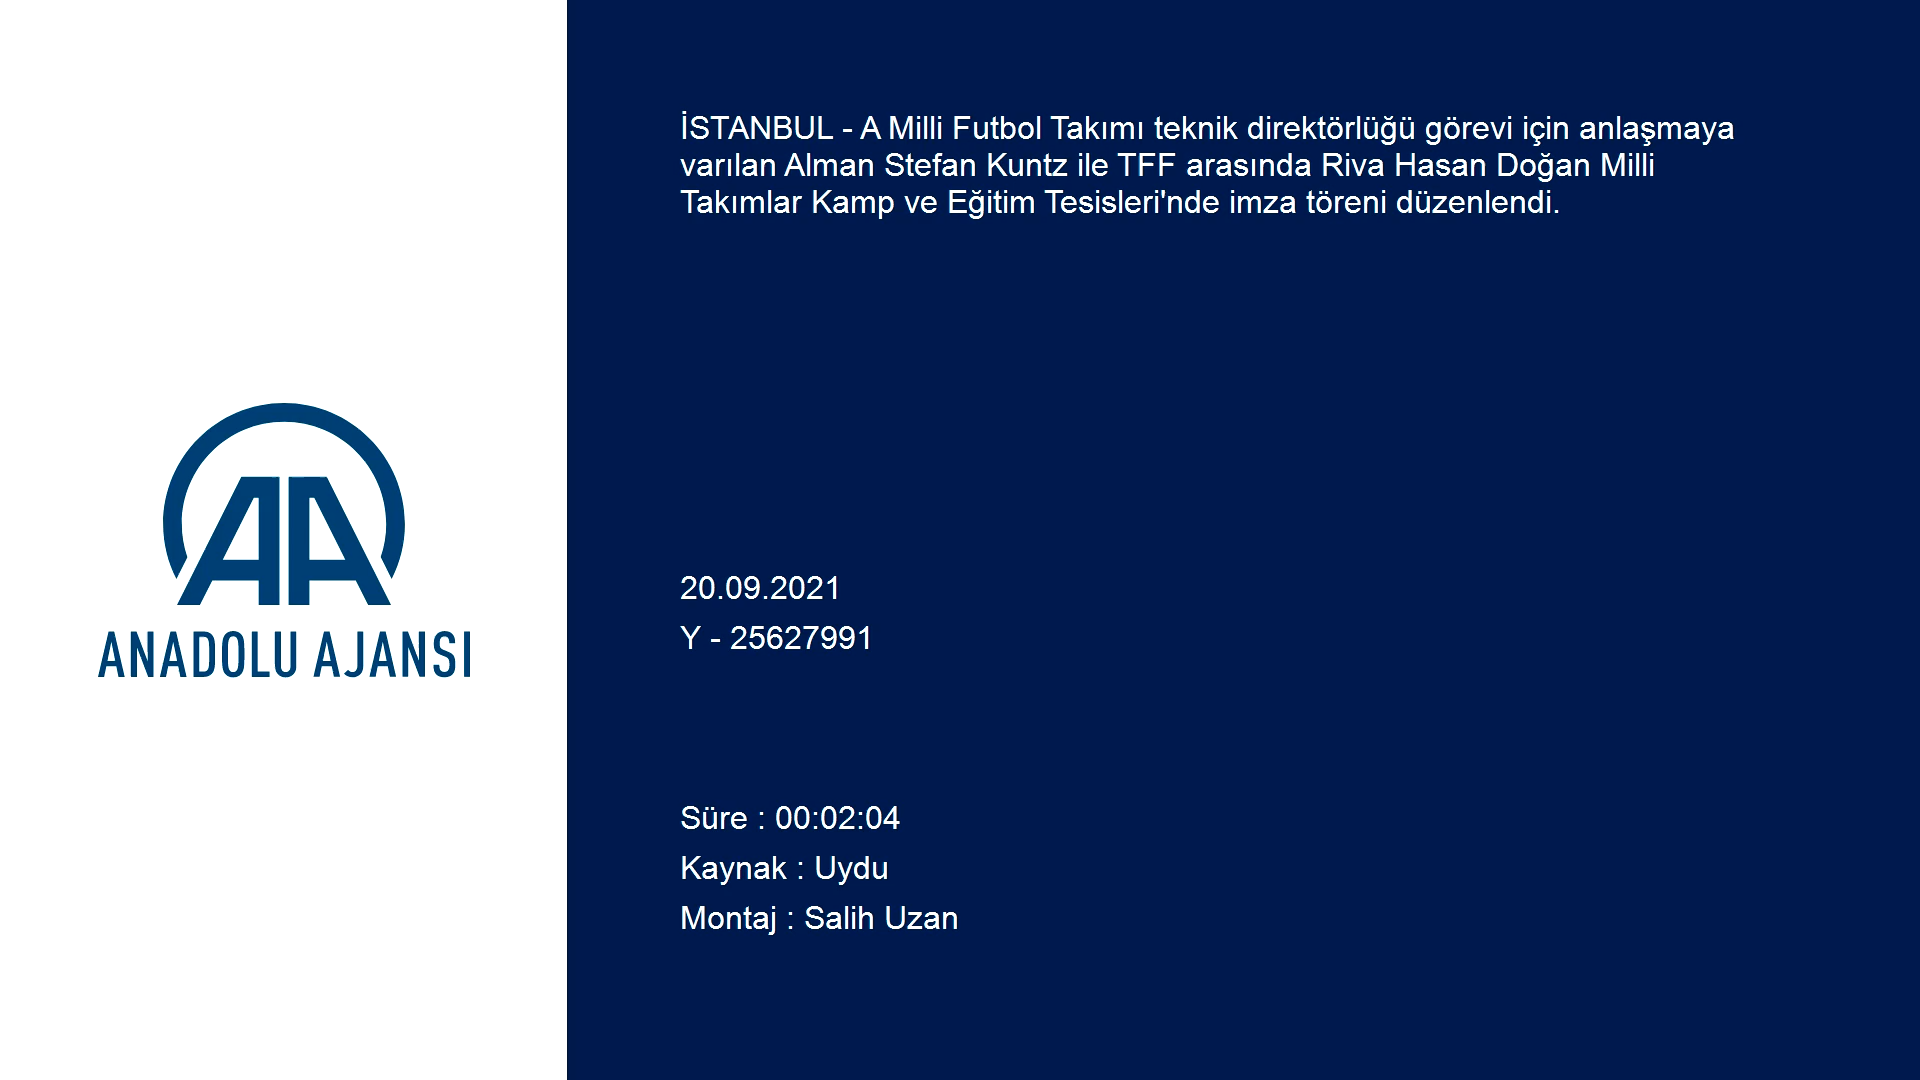 İSTANBUL - A Milli Futbol Takımı teknik direktörlüğü görevi için anlaşmaya
varılan Alman Stefan Kuntz ile TFF arasında Riva Hasan Doğan Milli
Takımlar Kamp ve Eğitim Tesisleri'nde imza töreni düzenlendi.
AA
ANADOLU AJANSI
20.09.2021
Y - 25627991
Süre : 00:02:04
Kaynak : Uydu
Montaj : Salih Uzan